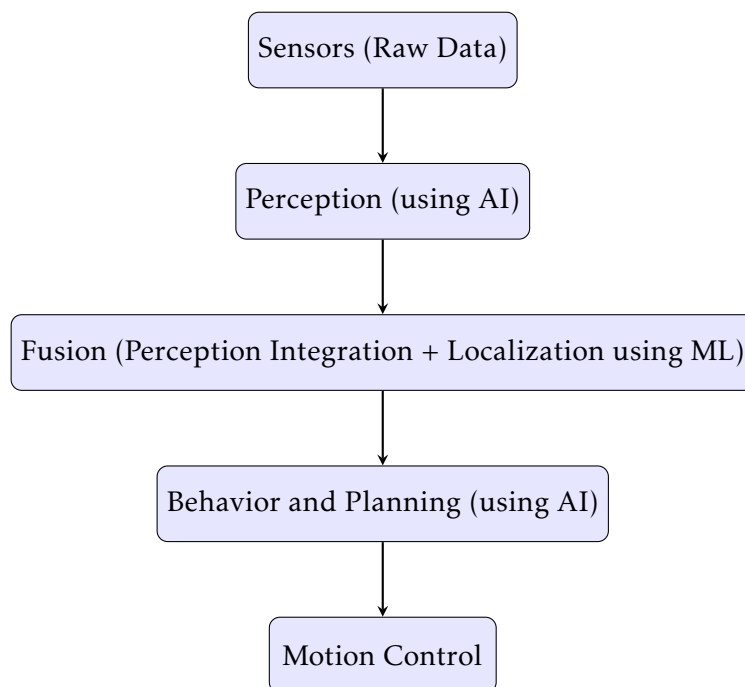 Sensors (Raw Data)
Perception (using AI)
Fusion (Perception Integration + Localization using ML)
Behavior and Planning (using AI)
Motion Control